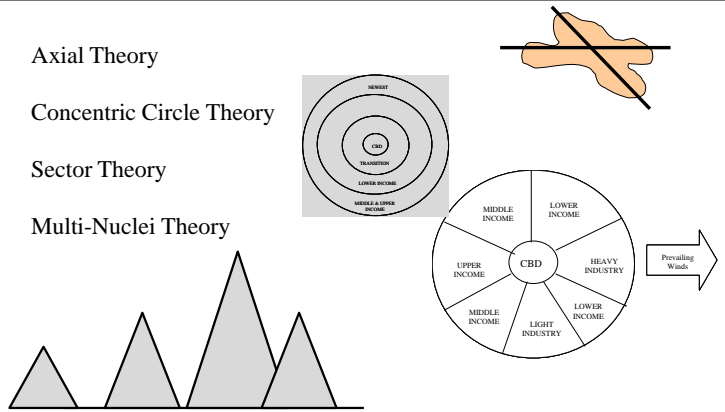 Axial Theory
Concentric Circle Theory
Sector Theory
Multi-Nuclei Theory
NEWEST
CBD
TRANSITION
LOWER INCOME
MIDDLE & UPPER
INCOME
MIDDLE
INCOME
LOWER
INCOME
UPPER
INCOME
CBD
HEAVY
INDUSTRY
MIDDLE
INCOME
LIGHT
INDUSTRY
LOWER
INCOME
Prevailing
Winds